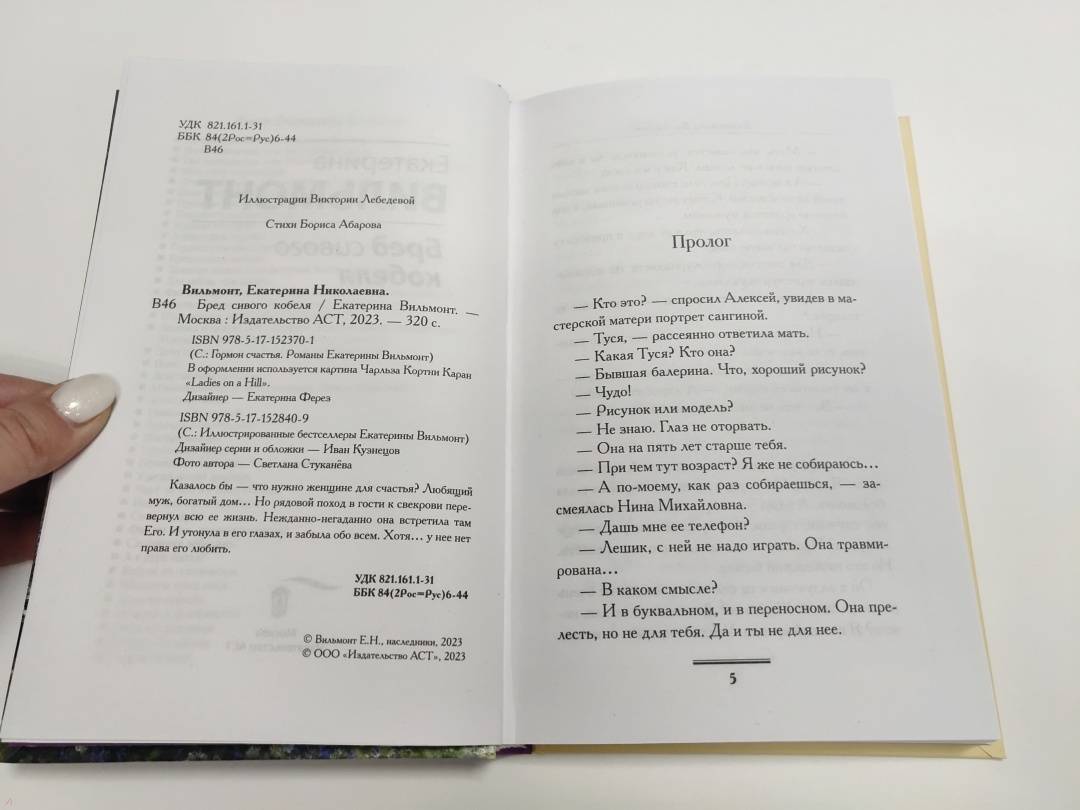 УДК 821.161.1-31
ББК 84(2Рос=Рус)6-44
В46
Иллюстрации Виктории Лебедевой
Стихи Бориса Абарова
Вильмонт, Екатерина Николаевна.
В46 Бред сивого кобеля / Екатерина Вильмонт. —
Москва : Издательство АСТ, 2023. — 320 с.
ISBN 978-5-17-152370-1
(С.: Гормон счастья. Романы Екатерины Вильмонт)
В оформлении используется картина Чарльза Кортни Каран
«Ladies on a Hill».
Дизайнер — Екатерина Ферез
ISBN 978-5-17-152840-9
(С.: Иллюстрированные бестселлеры Екатерины Вильмонт)
Дизайнер серии и обложки — Иван Кузнецов
Фото автора — Светлана Стуканёва
Казалось бы — что нужно женщине для счастья? Любящий
муж, богатый дом... Но рядовой поход в гости к свекрови пере-
вернул всю ее жизнь. Нежданно-негаданно она встретила там
Его. И утонула в его глазах, и забыла обо всем. Хотя... у нее нет
права его любить.
УДК 821.161.1-31
ББК 84(2Рос=Рус)6-44
© Вильмонт Е.Н., наследники, 2023
© ООО «Издательство АСТ», 2023
Пролог
— Кто это? — спросил Алексей, увидев в ма-
стерской матери портрет сангиной.
— Туся, — рассеянно ответила мать.
— Какая Туся? Кто она?
— Бывшая балерина. Что, хороший рисунок?
— Чудо!
— Рисунок или модель?
— Не знаю. Глаз не оторвать.
— Она на пять лет старше тебя.
— При чем тут возраст? Я же не собираюсь...
— А по-моему, как раз собираешься, — за-
смеялась Нина Михайловна.
— Дашь мне ее телефон?
— Лешик, с ней не надо играть. Она травми-
рована...
— В каком смысле?
— И в буквальном, и в переносном. Она пре-
лесть, но не для тебя. Да и ты не для нее.
5